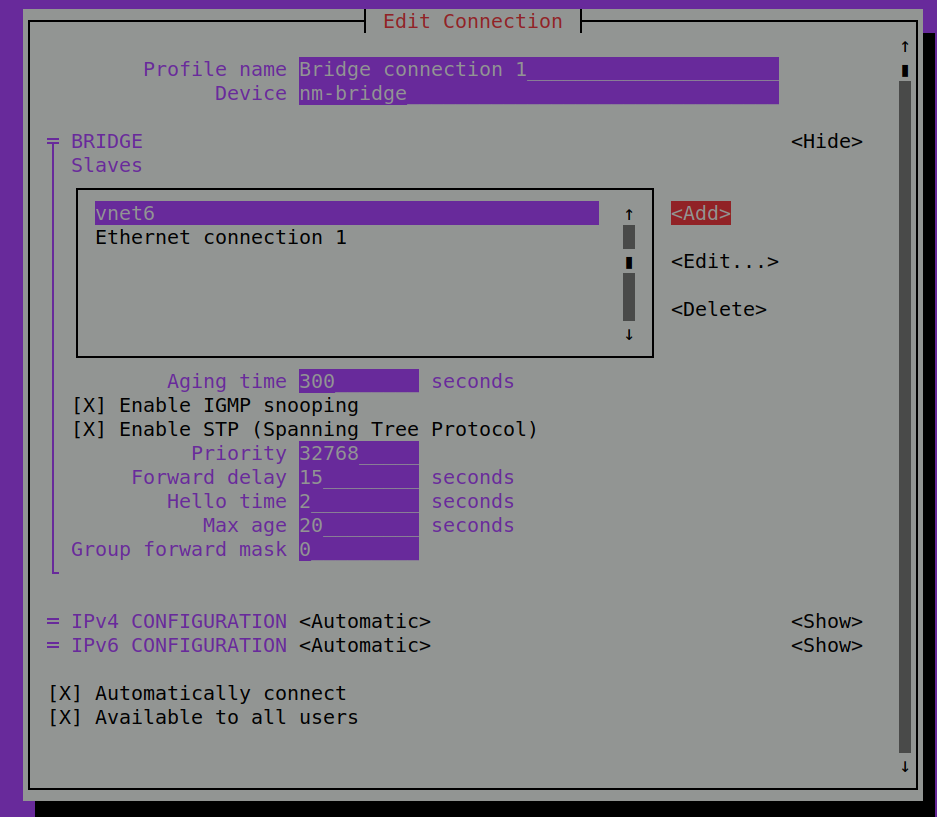 Edit Connection
Profile name Bridge connection 1
Device nm-bridge
BRIDGE <Hide>
Slaves
vnet6 ↑ <Add>
Ethernet connection 1
<Edit...>
<Delete>
↓
Aging time 300 seconds
[X] Enable IGMP snooping
[X] Enable STP (Spanning Tree Protocol)
Priority 32768
Forward delay 15 seconds
Hello time 2 seconds
Max age 20 seconds
Group forward mask 0
= IPv4 CONFIGURATION <Automatic> <Show>
= IPv6 CONFIGURATION <Automatic> <Show>
[X] Automatically connect
[X] Available to all users